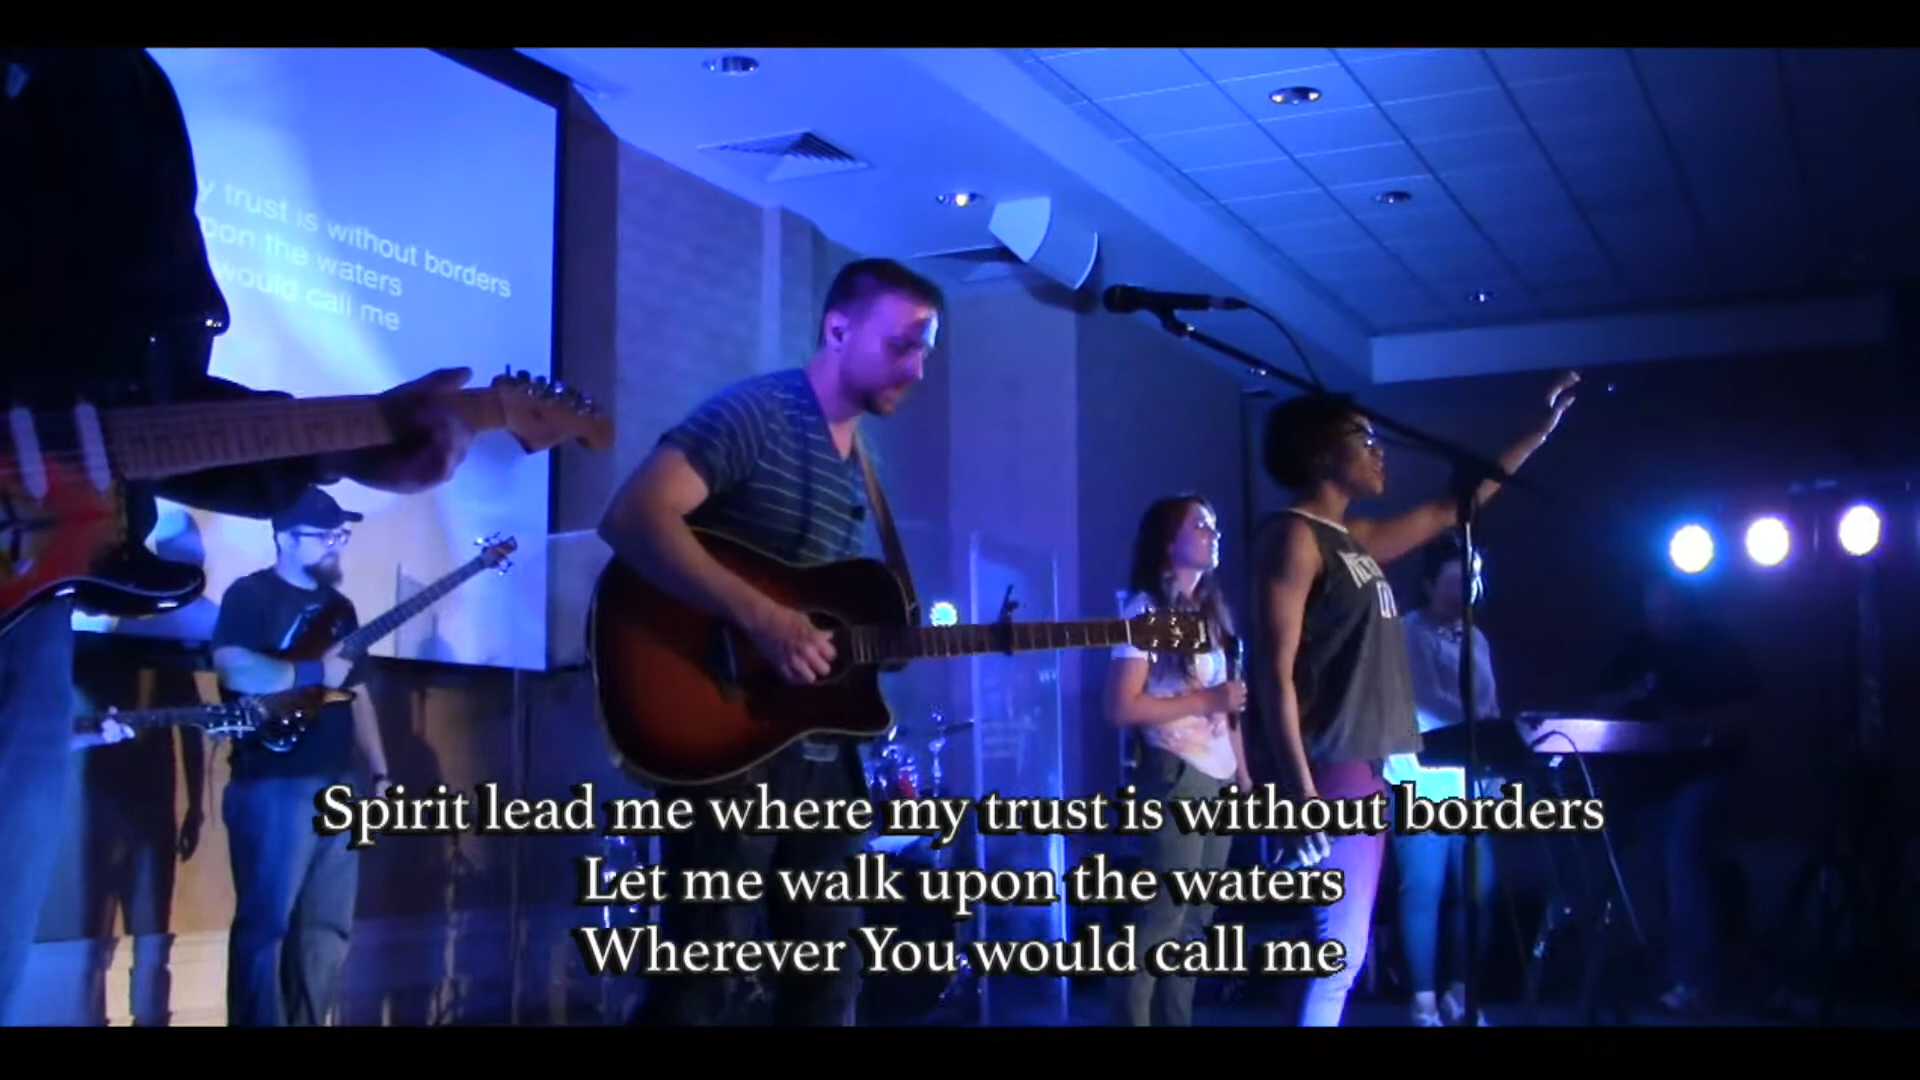 trust is without borders
the waters
would call me
Spirit lead me where my trust is without borders
Let me walk upon the waters
Wherever You would call me